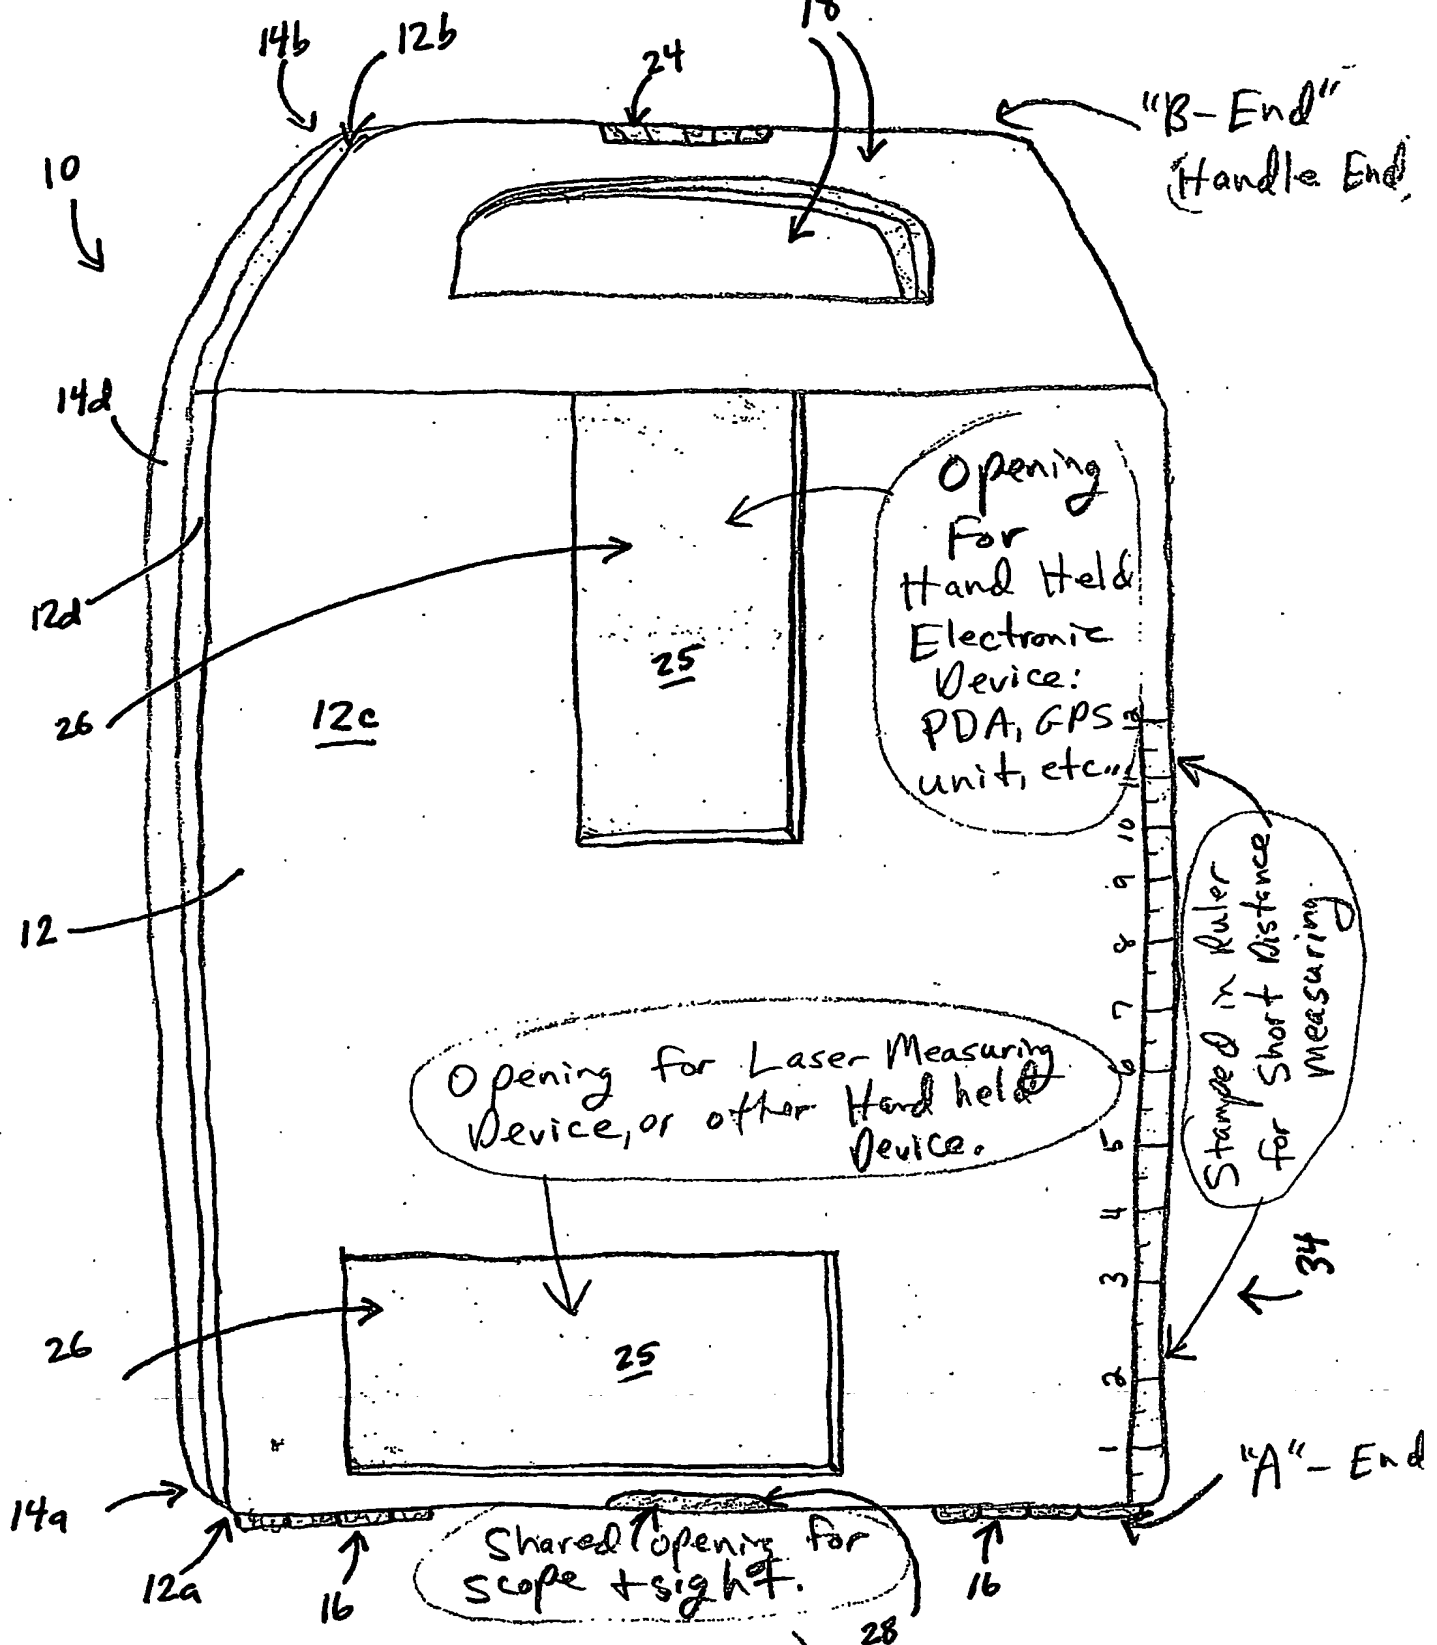 18
14b
12b
24
"B-End"
Handle End.
10
14d
Opening
For
Hand Held
Electronic
Device:
PDA, GPS
unit, etc...
12d
26
25
12c
12
11
10
9
8
7
6
5
4
3
2
1
12
Stamped in Ruler
for Short Distance
measuring.
Opening for Laser Measuring
Device, or other Hand held
Device.
34
26
25
"A"-End
14a
12a
16
Shared opening for
scope + sight.
16
28